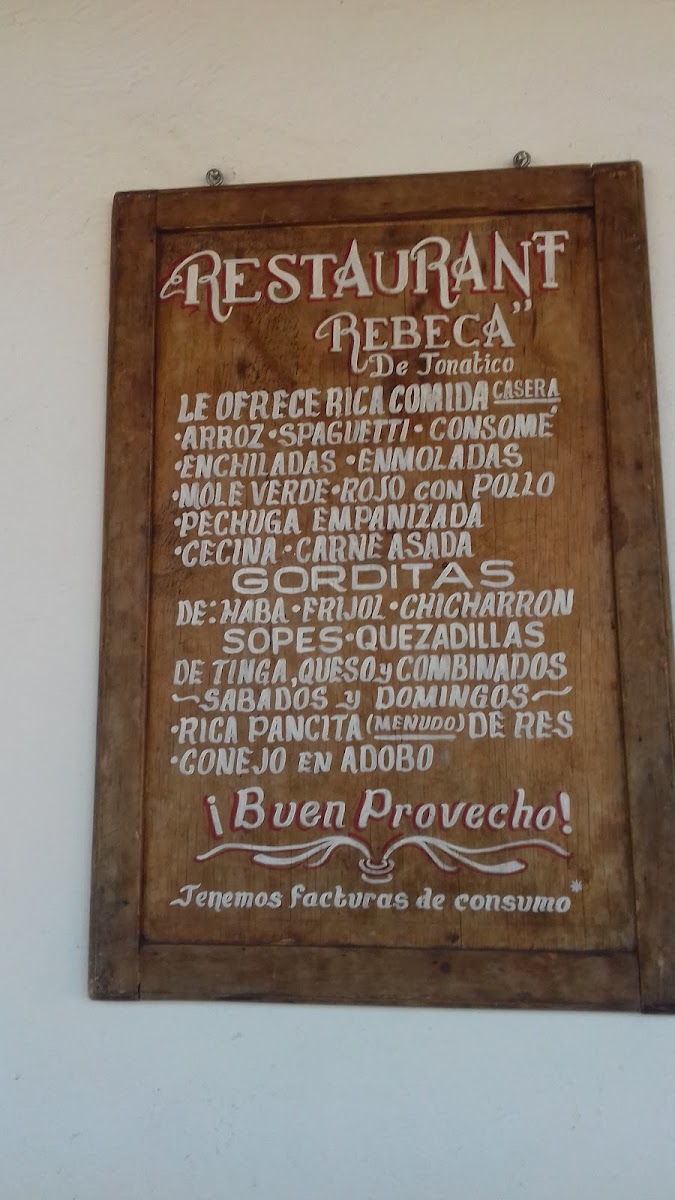 RESTAURANT
REBECA"
De Tonatico
LE OFRECE RICA COMIDA CASERA
•ARROZ •SPAGUETTI • CONSOMÉ
•ENCHILADAS •ENMOLADAS
•MOLE VERDE•ROJO CON POLLO
•PECHUGA EMPANIZADA
•CECINA•CARNE ASADA
GORDITAS
DE: HABA•FRIJOL•CHICHARRON
SOPES•QUEZADILLAS
DE TINGA, QUESO y COMBINADOS
~SABADOS y DOMINGOS~
•RICA PANCITA (MENUDO) DE RES
•CONEJO EN ADOBO
¡Buen Provecho!
Tenemos facturas de consumo*